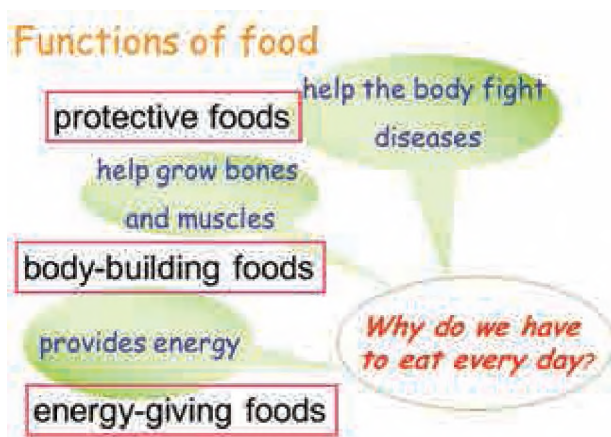 Functions of food
help the body fight
protective foods
diseases
help grow bones
and muscles
body-building foods
Why do we have
to eat every day?
provides energy
energy-giving foods